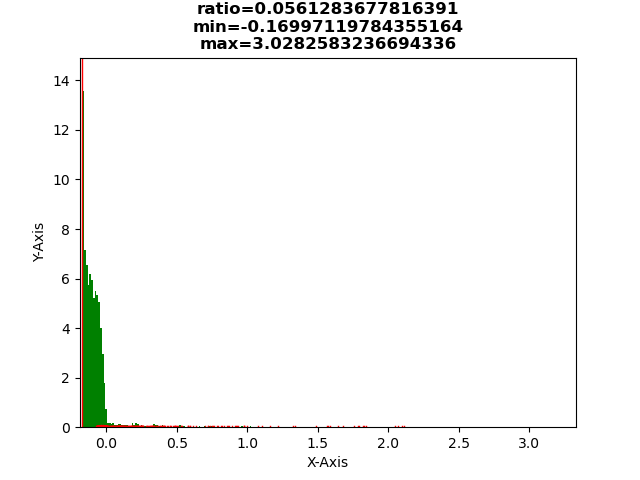 ratio=0.0561283677816391
min=-0.16997119784355164
max=3.0282583236694336
14
12
10
8
6
4
2
0
Y-Axis
0.0 0.5 1.0 1.5 2.0 2.5 3.0
X-Axis